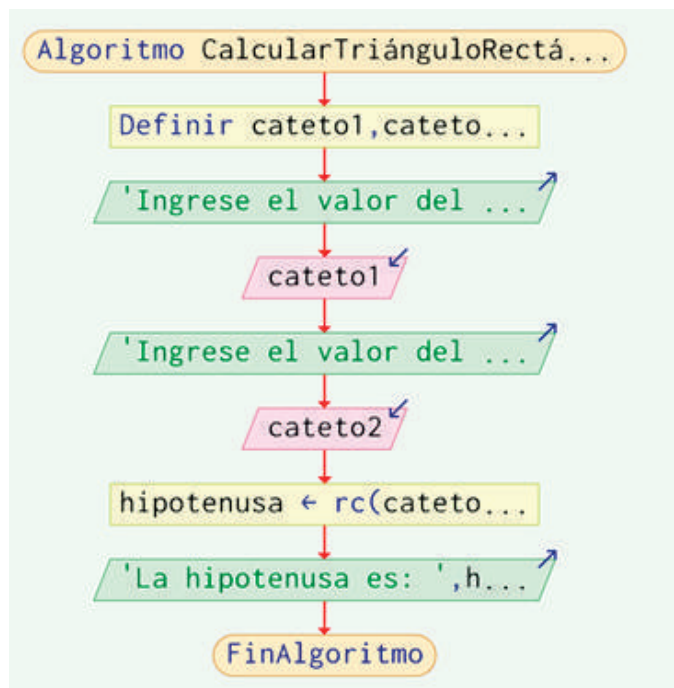 Algoritmo CalcularTriánguloRectá...
Definir cateto1,cateto...
'Ingrese el valor del ...
cateto1
'Ingrese el valor del ...
cateto2
hipotenusa ← rc(cateto...
'La hipotenusa es: ',h...
FinAlgoritmo